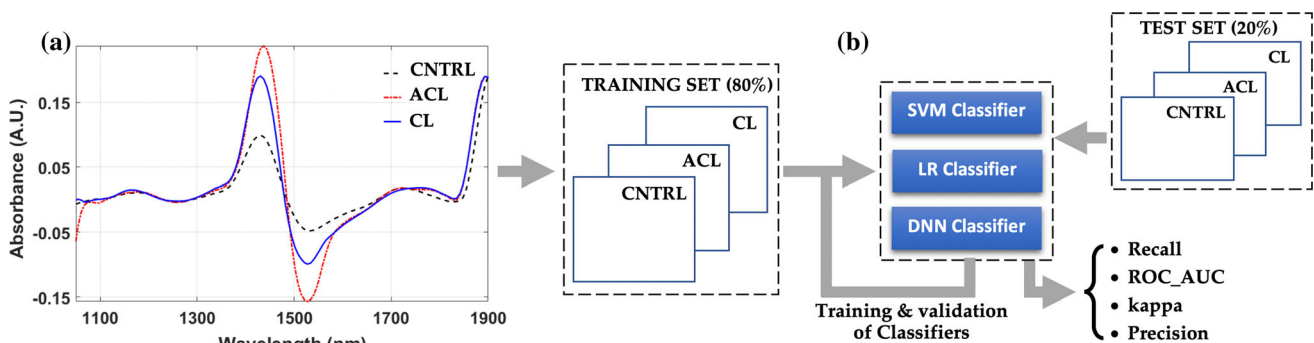 (a)
Absorbance (A.U.)
0.15
0.05
-0.05
-0.15
1100
1300
1500
1700
1900
Wavelength (nm)
CNTRL
ACL
CL
TRAINING SET (80%)
CL
ACL
CNTRL
(b)
SVM Classifier
LR Classifier
DNN Classifier
Training & validation
of Classifiers
TEST SET (20%)
CL
ACL
CNTRL
• Recall
• ROC_AUC
• kappa
• Precision